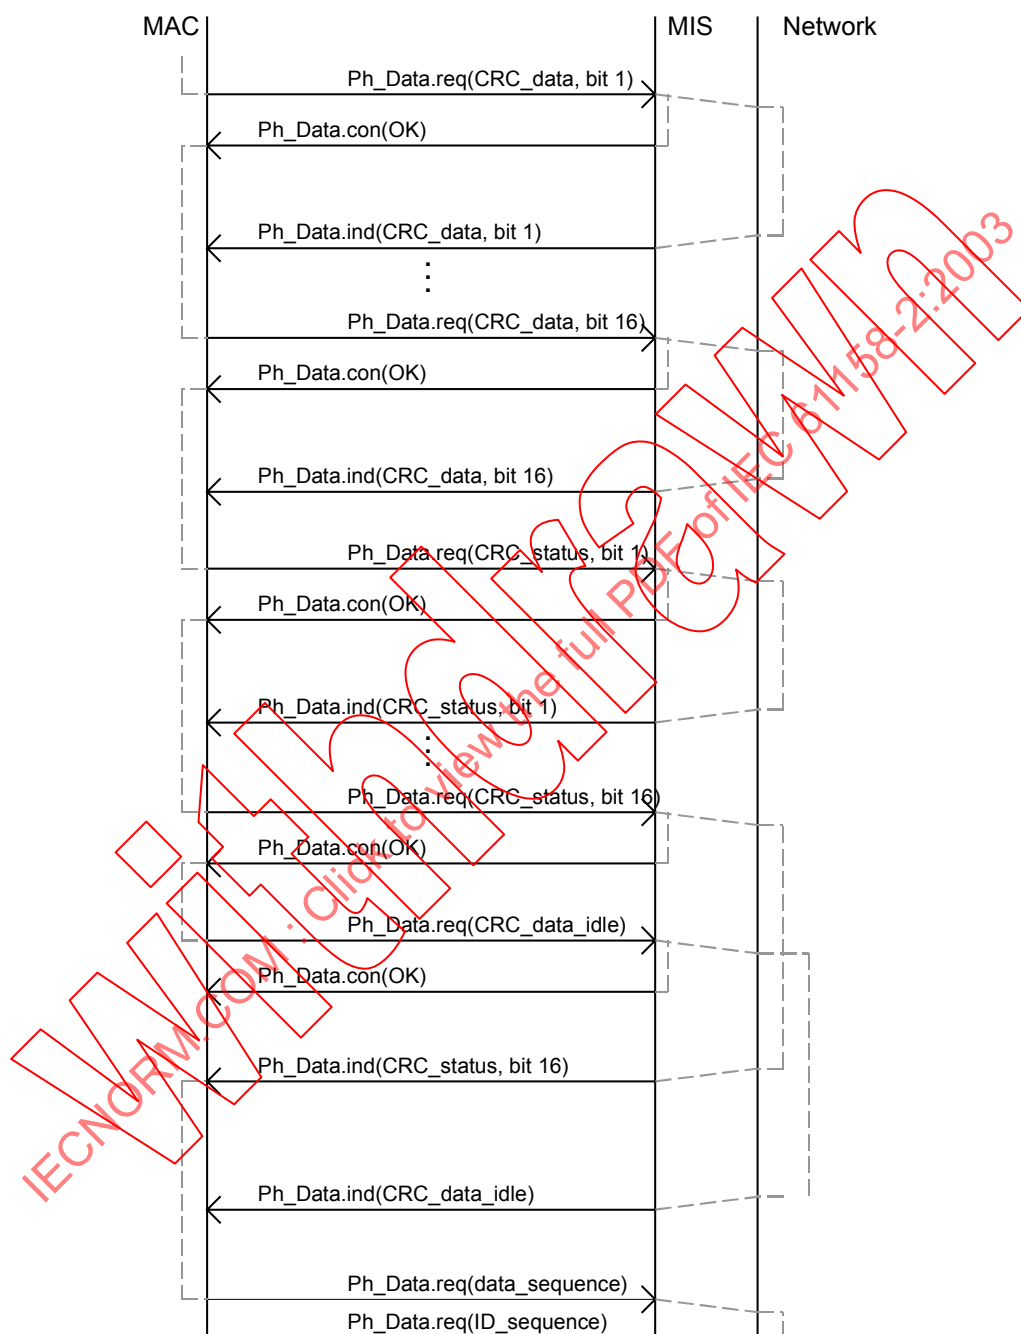 MAC MIS Network
Ph_Data.req(CRC_data, bit 1)
Ph_Data.con(OK)
Ph_Data.ind(CRC_data, bit 1)
Ph_Data.req(CRC_data, bit 16)
Ph_Data.con(OK)
Ph_Data.ind(CRC_data, bit 16)
Ph_Data.req(CRC_status, bit 1)
Ph_Data.con(OK)
Ph_Data.ind(CRC_status, bit 1)
Ph_Data.req(CRC_status, bit 16)
Ph_Data.con(OK)
Ph_Data.req(CRC_data_idle)
Ph_Data.con(OK)
Ph_Data.ind(CRC_status, bit 16)
Ph_Data.ind(CRC_data_idle)
Ph_Data.req(data_sequence)
Ph_Data.req(ID_sequence)
Withdrawn
IECNORM.COM : Click to view the full PDF of IEC 61158-2:2003